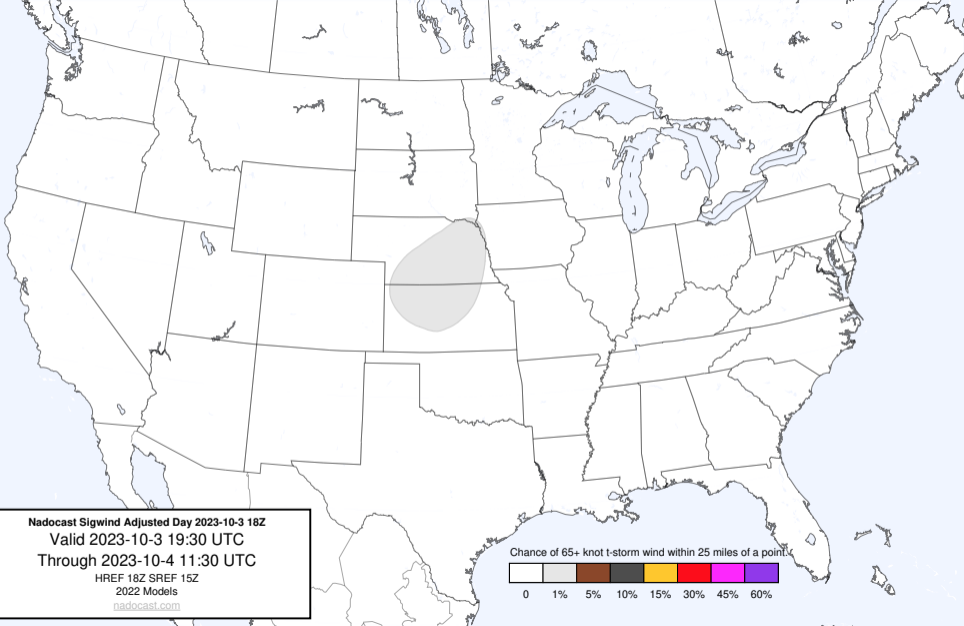 Nadocast Sigwind Adjusted Day 2023-10-3 18Z
Valid 2023-10-3 19:30 UTC
Through 2023-10-4 11:30 UTC
HREF 18Z SREF 15Z
2022 Models
nadocast.com
Chance of 65+ knot t-storm wind within 25 miles of a point.
0 1% 5% 10% 15% 30% 45% 60%